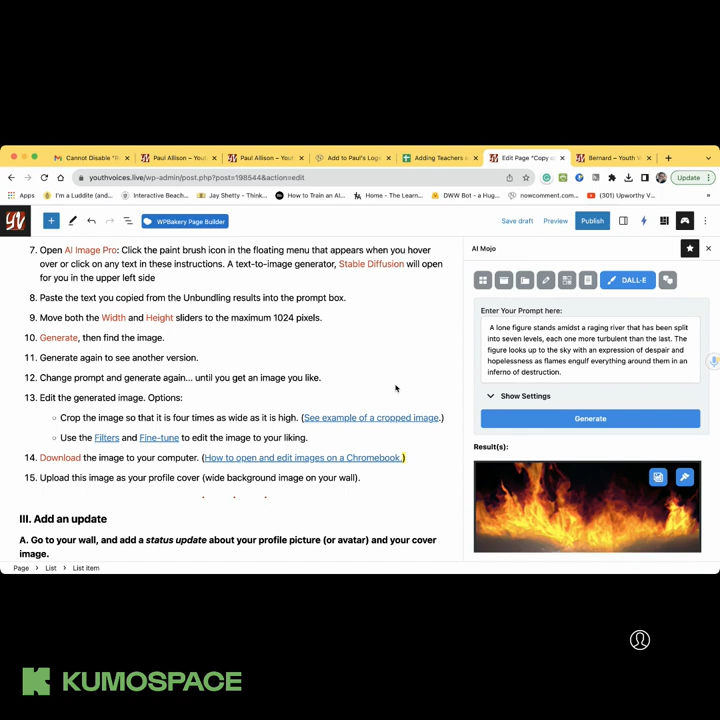 Cannot Disable "R
Paul Allison – Yout
Paul Allison – Yout
Add to Paul's Logs
Adding Teachers o
Edit Page "Copy o
Bernard – Youth V
youthvoices.live/wp-admin/post.php?post=198544&action=edit
Update
Apps
I'm a Luddite (and...
Interactive Beach...
Jay Shetty - Think...
How to Train an AI...
Home - The Learn...
DWW Bot - a Hug...
nowcomment.com...
(301) Upworthy V...
YV
WPBakery Page Builder
Save draft
Preview
Publish
7. Open AI Image Pro: Click the paint brush icon in the floating menu that appears when you hover
over or click on any text in these instructions. A text-to-image generator, Stable Diffusion will open
for you in the upper left side
8. Paste the text you copied from the Unbundling results into the prompt box.
9. Move both the Width and Height sliders to the maximum 1024 pixels.
10. Generate, then find the image.
11. Generate again to see another version.
12. Change prompt and generate again... until you get an image you like.
13. Edit the generated image. Options:
Crop the image so that it is four times as wide as it is high. (See example of a cropped image.)
Use the Filters and Fine-tune to edit the image to your liking.
14. Download the image to your computer. (How to open and edit images on a Chromebook.)
15. Upload this image as your profile cover (wide background image on your wall).
III. Add an update
A. Go to your wall, and add a status update about your profile picture (or avatar) and your cover
image.
Page > List > List item
AI Mojo
DALL-E
Enter Your Prompt here:
A lone figure stands amidst a raging river that has been split
into seven levels, each one more turbulent than the last. The
figure looks up to the sky with an expression of despair and
hopelessness as flames engulf everything around them in an
inferno of destruction.
Show Settings
Generate
Result(s):
KUMOSPACE